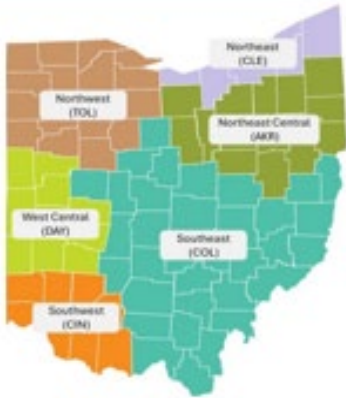 Northeast
(CLE)
Northwest
(TOL)
Northeast Central
(AKR)
West Central
(DAY)
Southeast
(COL)
Southwest
(CIN)